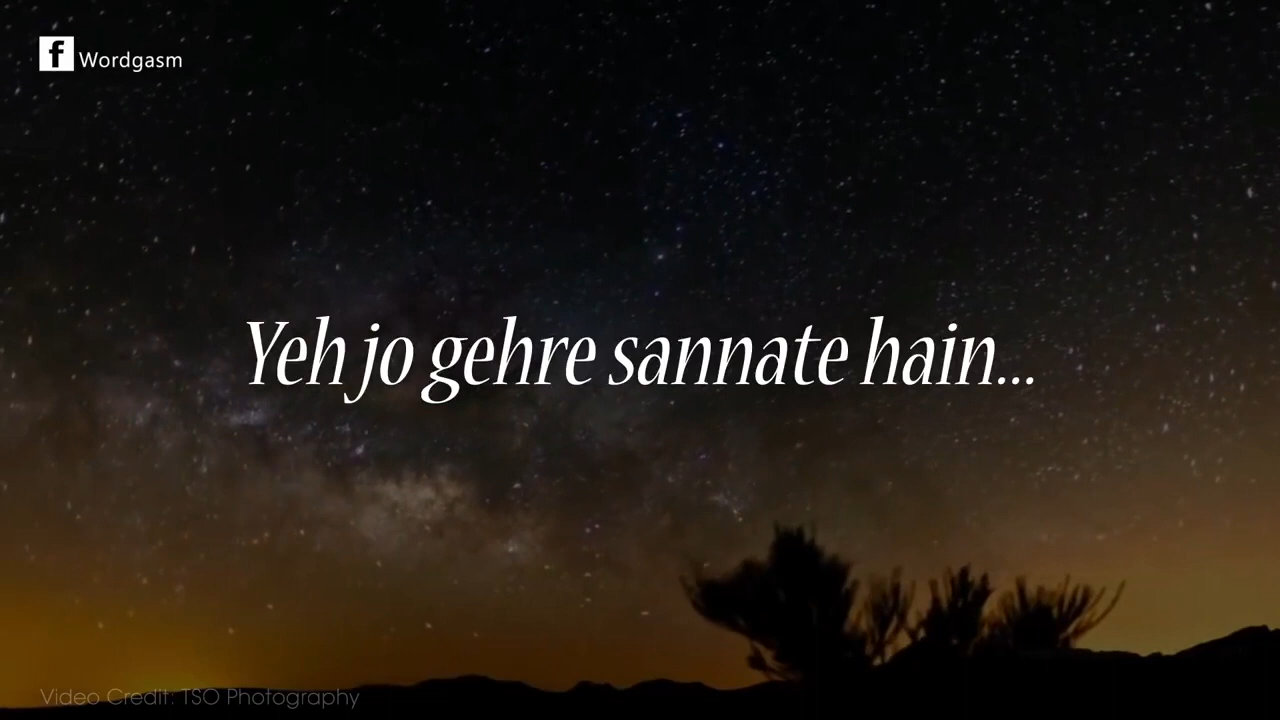 f Wordgasm
Yeh jo gehre sannate hain...
Video Credit: TSO Photography